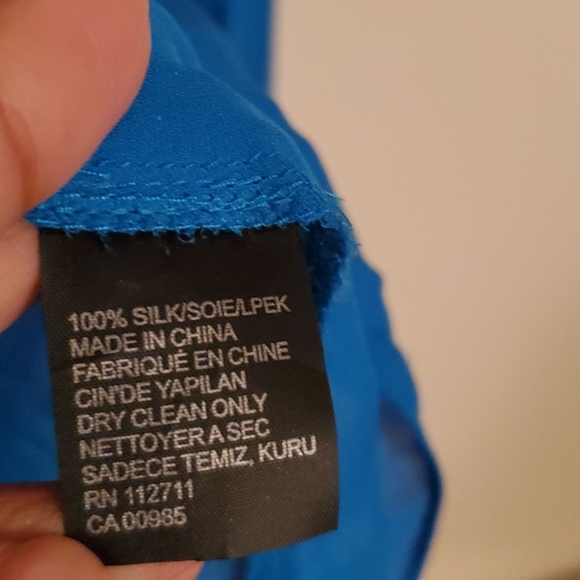 100% SILK/SOIE/LPEK
MADE IN CHINA
FABRIQUÉ EN CHINE
CIN'DE YAPILAN
DRY CLEAN ONLY
NETTOYER A SEC
SADECE TEMIZ, KURU
RN 112711
CA 00985